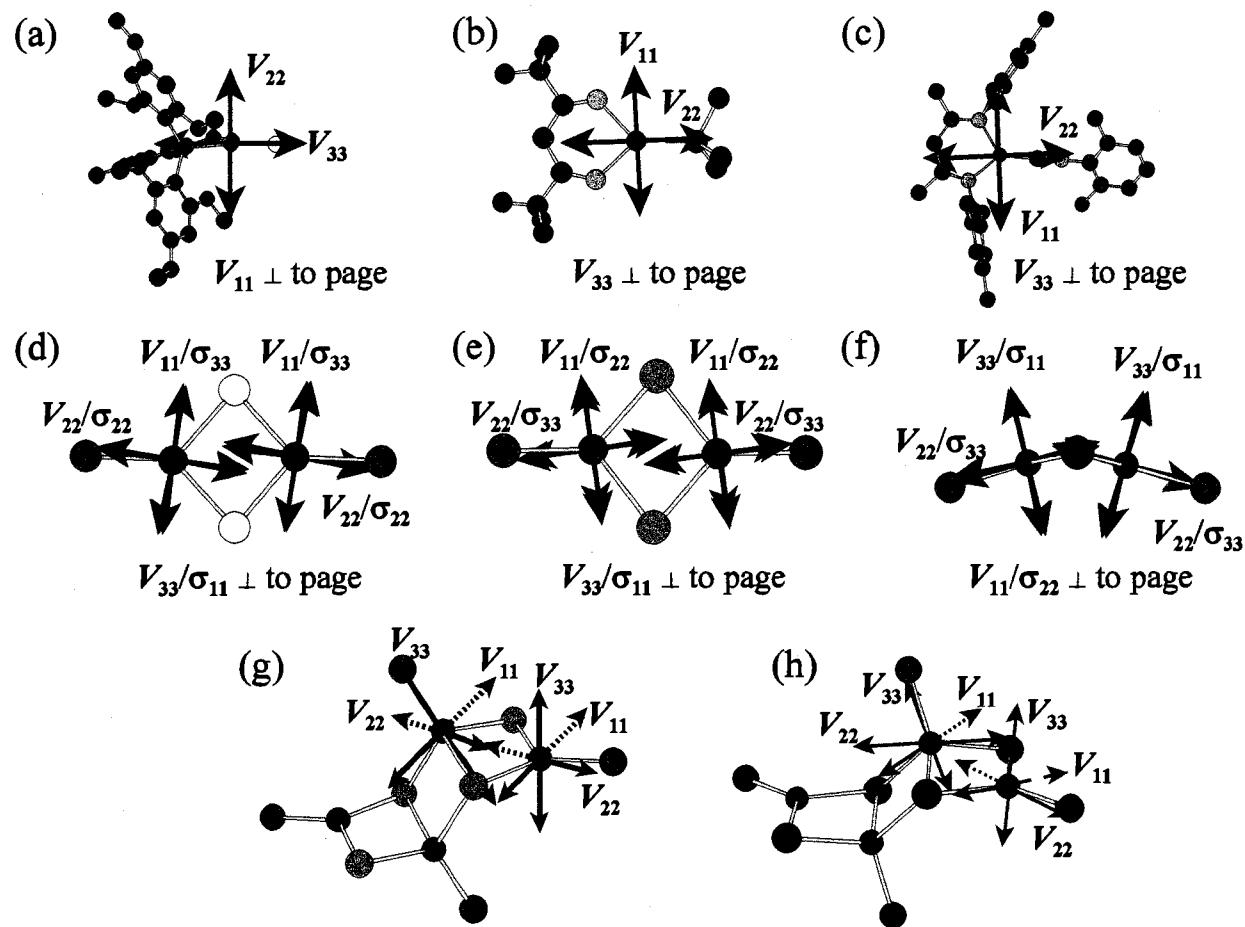 (a)
V₂₂
V₃₃
V₁₁ ⊥ to page
(b)
V₁₁
V₂₂
V₃₃ ⊥ to page
(c)
V₂₂
V₁₁
V₃₃ ⊥ to page
(d)
V₁₁/σ₃₃ V₁₁/σ₃₃
V₂₂/σ₂₂
V₂₂/σ₂₂
V₃₃/σ₁₁ ⊥ to page
(e)
V₁₁/σ₂₂ V₁₁/σ₂₂
V₂₂/σ₃₃ V₂₂/σ₃₃
V₃₃/σ₁₁ ⊥ to page
(f)
V₃₃/σ₁₁ V₃₃/σ₁₁
V₂₂/σ₃₃
V₂₂/σ₃₃
V₁₁/σ₂₂ ⊥ to page
(g)
V₃₃
V₁₁
V₃₃
V₂₂
V₁₁
V₂₂
(h)
V₃₃
V₁₁
V₃₃
V₂₂
V₁₁
V₂₂